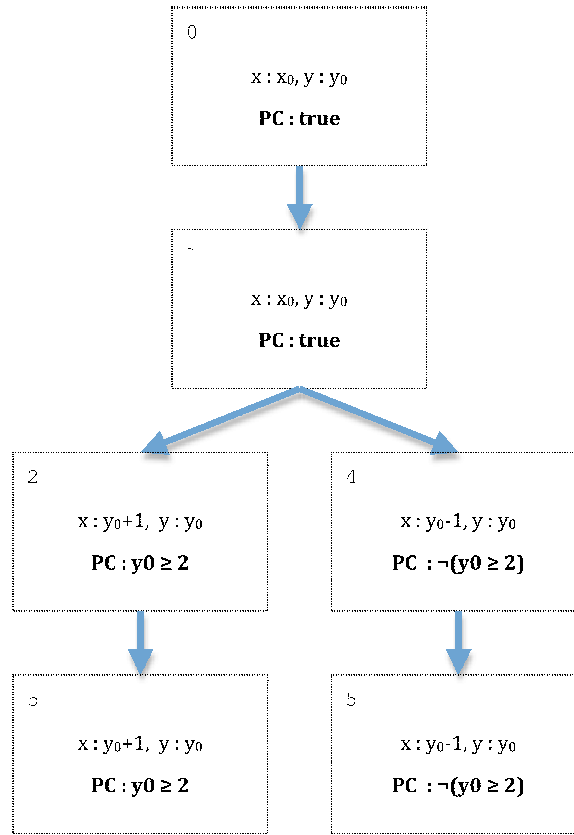 0
x : x₀, y : y₀
PC : true
x : x₀, y : y₀
PC : true
2
x : y₀+1, y : y₀
PC : y0 ≥ 2
4
x : y₀-1, y : y₀
PC : ¬(y0 ≥ 2)
x : y₀+1, y : y₀
PC : y0 ≥ 2
5
x : y₀-1, y : y₀
PC : ¬(y0 ≥ 2)